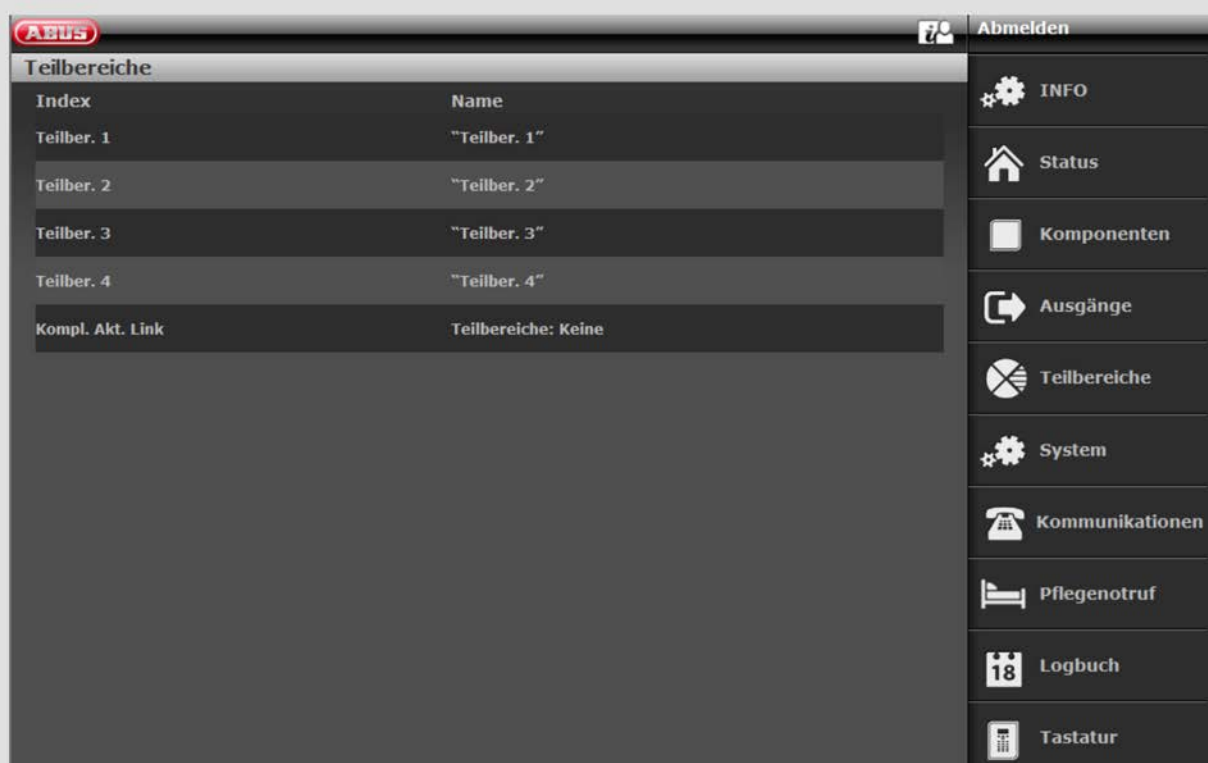 ABUS
Abmelden
Teilbereiche
Index Name
Teilber. 1 "Teilber. 1"
Teilber. 2 "Teilber. 2"
Teilber. 3 "Teilber. 3"
Teilber. 4 "Teilber. 4"
Kompl. Akt. Link Teilbereiche: Keine
INFO
Status
Komponenten
Ausgänge
Teilbereiche
System
Kommunikationen
Pflegenotruf
18 Logbuch
Tastatur